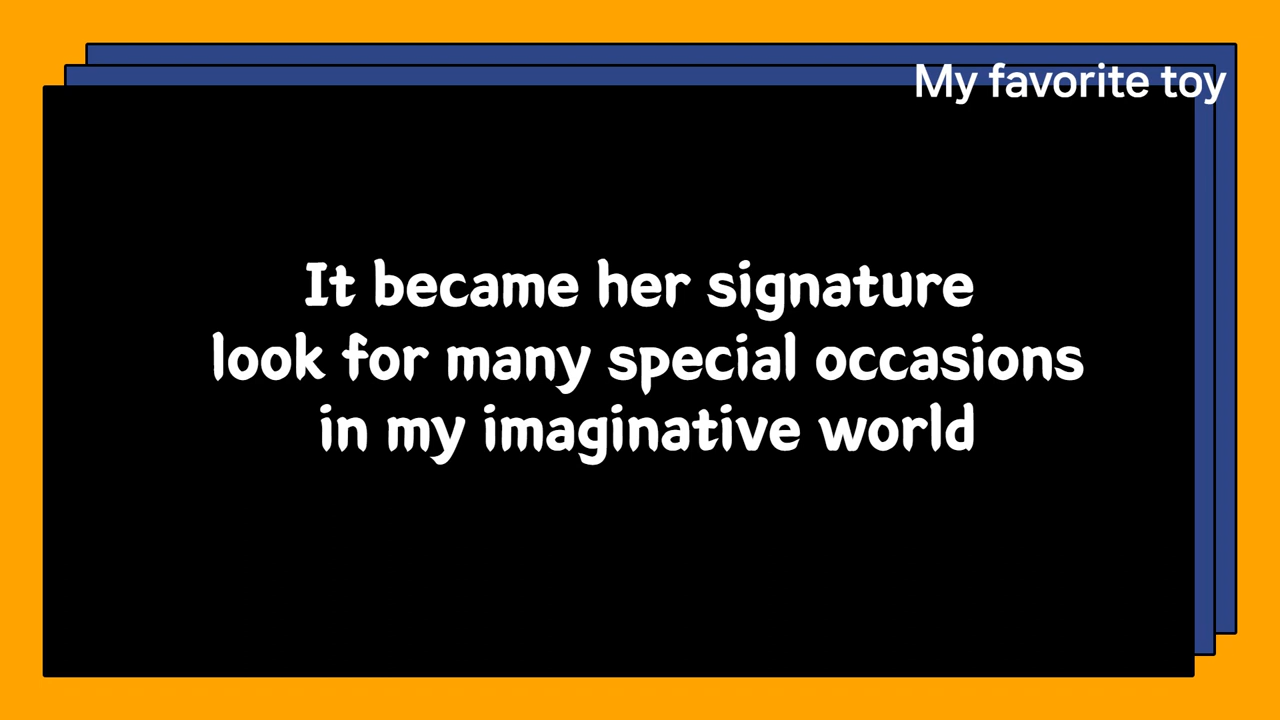 My favorite toy
It became her signature
look for many special occasions
in my imaginative world